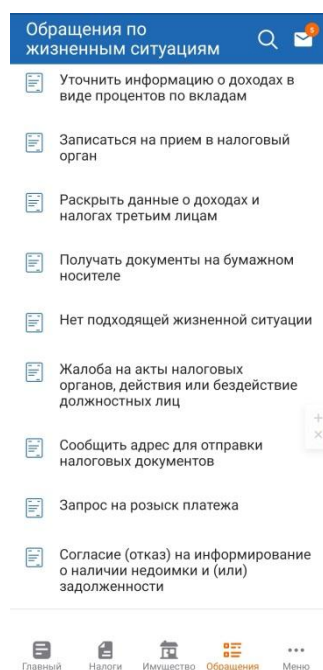 Обращения по
жизненным ситуациям
5
Уточнить информацию о доходах в
виде процентов по вкладам
Записаться на прием в налоговый
орган
Раскрыть данные о доходах и
налогах третьим лицам
Получать документы на бумажном
носителе
Нет подходящей жизненной ситуации
Жалоба на акты налоговых
органов, действия или бездействие
должностных лиц
Сообщить адрес для отправки
налоговых документов
Запрос на розыск платежа
Согласие (отказ) на информирование
о наличии недоимки и (или)
задолженности
Главный Налоги Имущество Обращения Меню